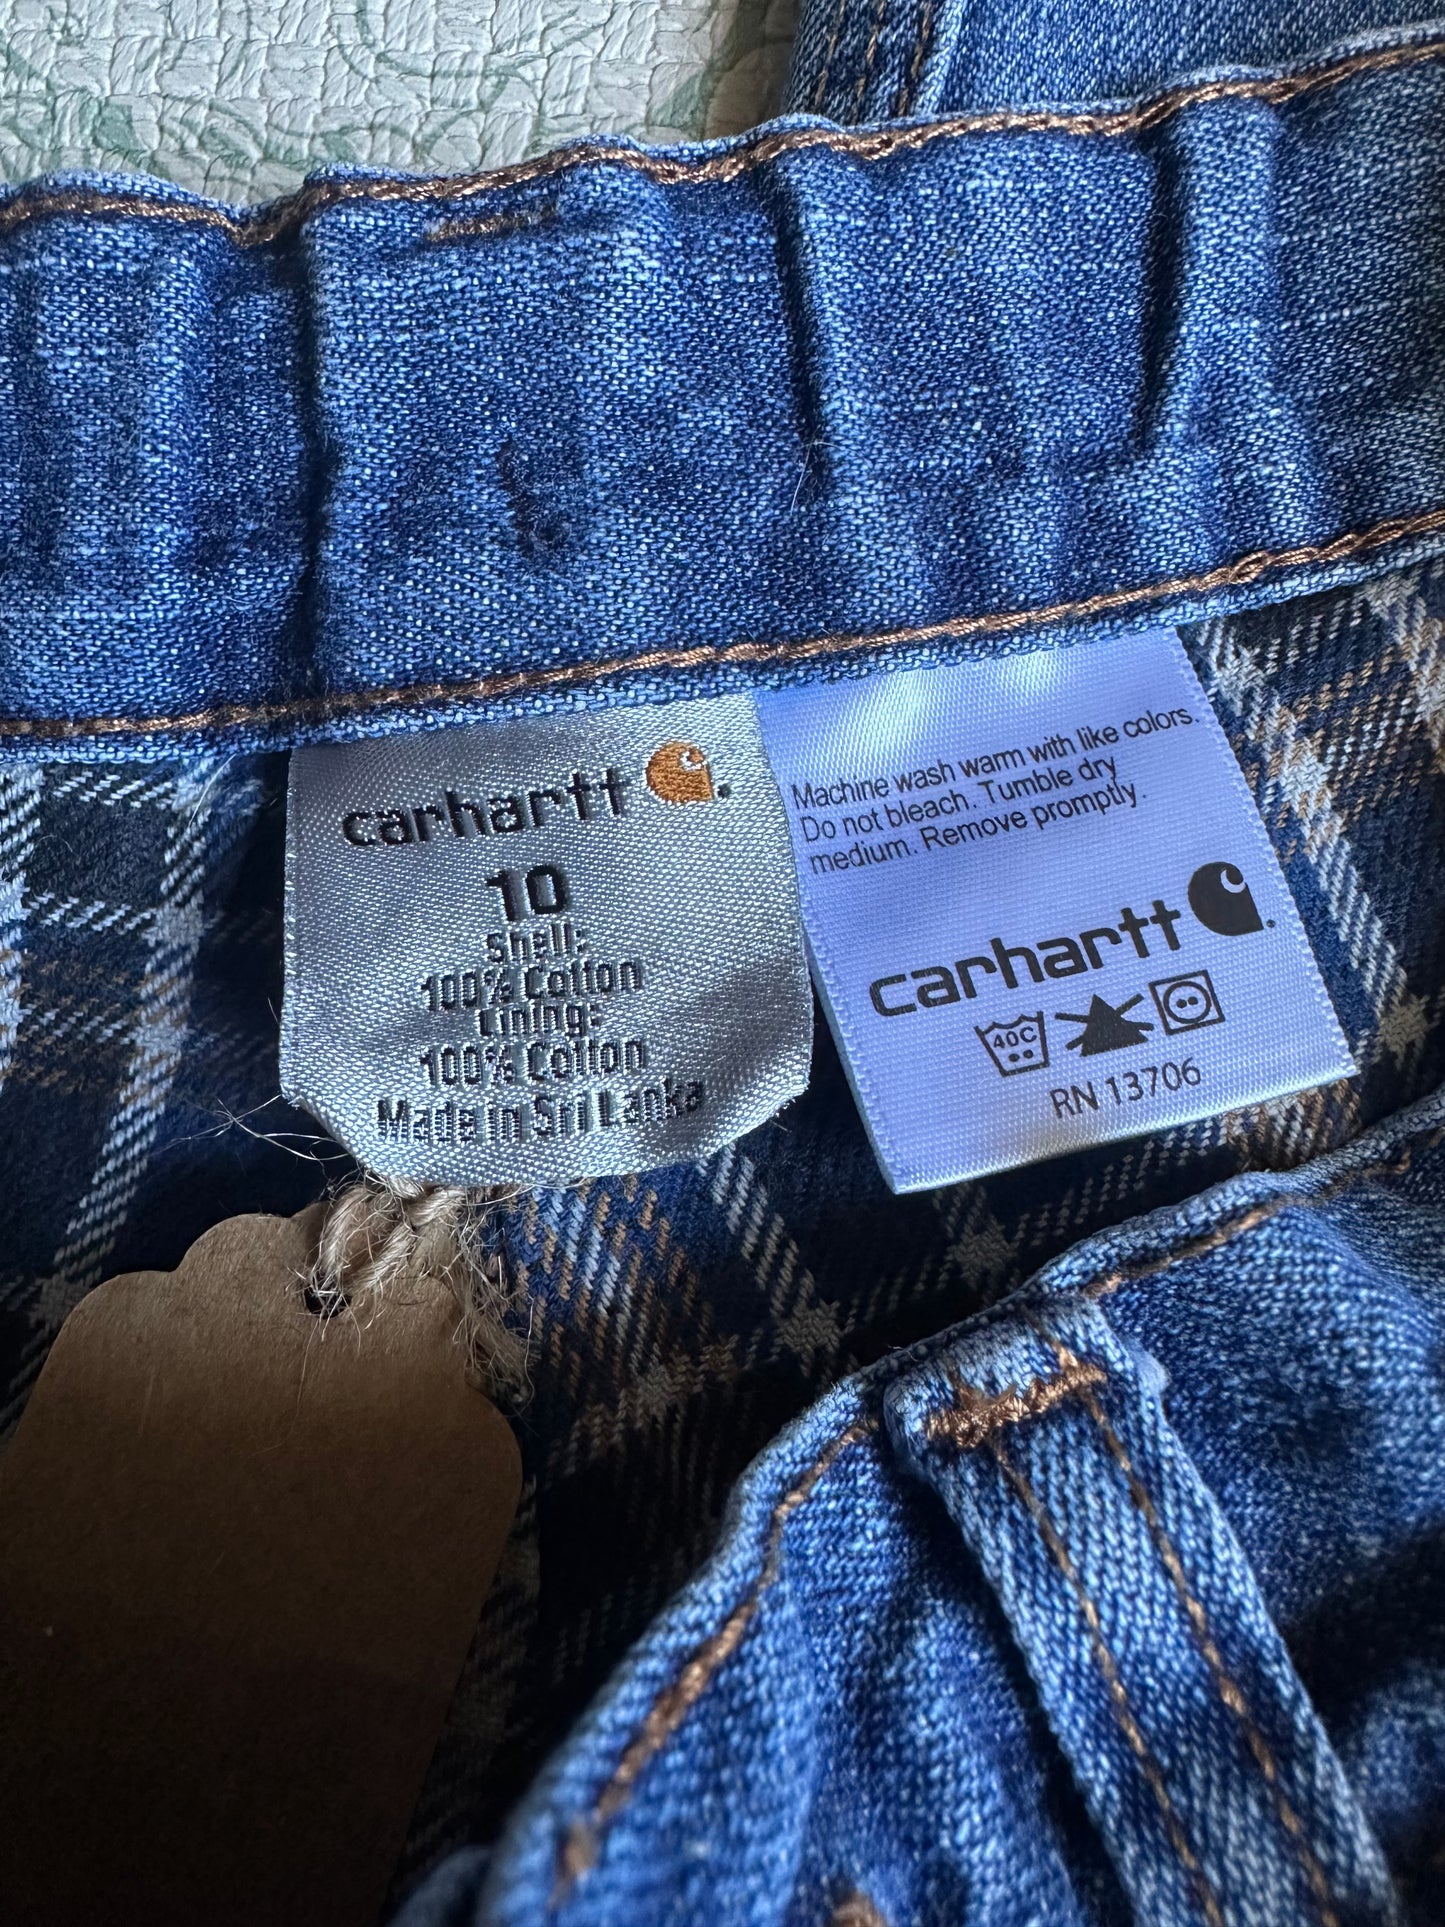 carhartt
10
Shell:
100% Cotton
Lining:
100% Cotton
Made in Sri Lanka
Machine wash warm with like colors.
Do not bleach. Tumble dry
medium. Remove promptly.
carhartt
40C
RN 13706